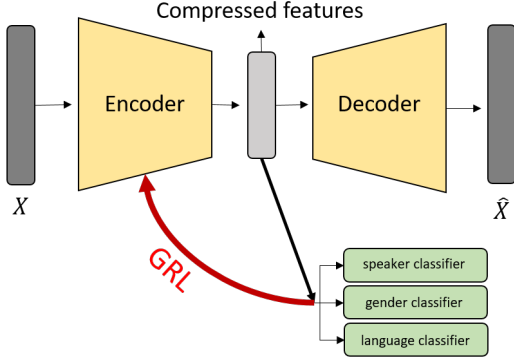 Compressed features
Encoder
Decoder
X
X̂
GRL
speaker classifier
gender classifier
language classifier